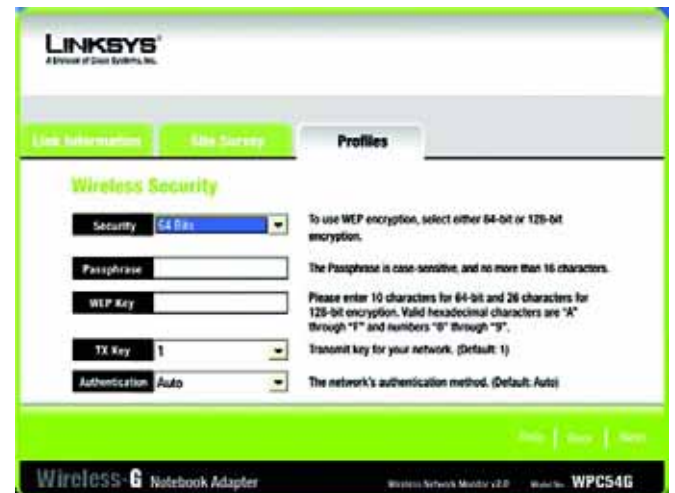 LINKSYS®
A Division of Cisco Systems, Inc.
Link Information
Site Survey
Profiles
Wireless Security
Security
64 Bits
To use WEP encryption, select either 64-bit or 128-bit
encryption.
Passphrase
The Passphrase is case-sensitive, and no more than 16 characters.
WEP Key
Please enter 10 characters for 64-bit and 26 characters for
128-bit encryption. Valid hexadecimal characters are "A"
through "F" and numbers "0" through "9".
TX Key
1
Transmit key for your network. (Default: 1)
Authentication
Auto
The network's authentication method. (Default: Auto)
Back
Next
Wireless-G Notebook Adapter
Wireless Network Monitor v2.0
Model No.
WPC54G